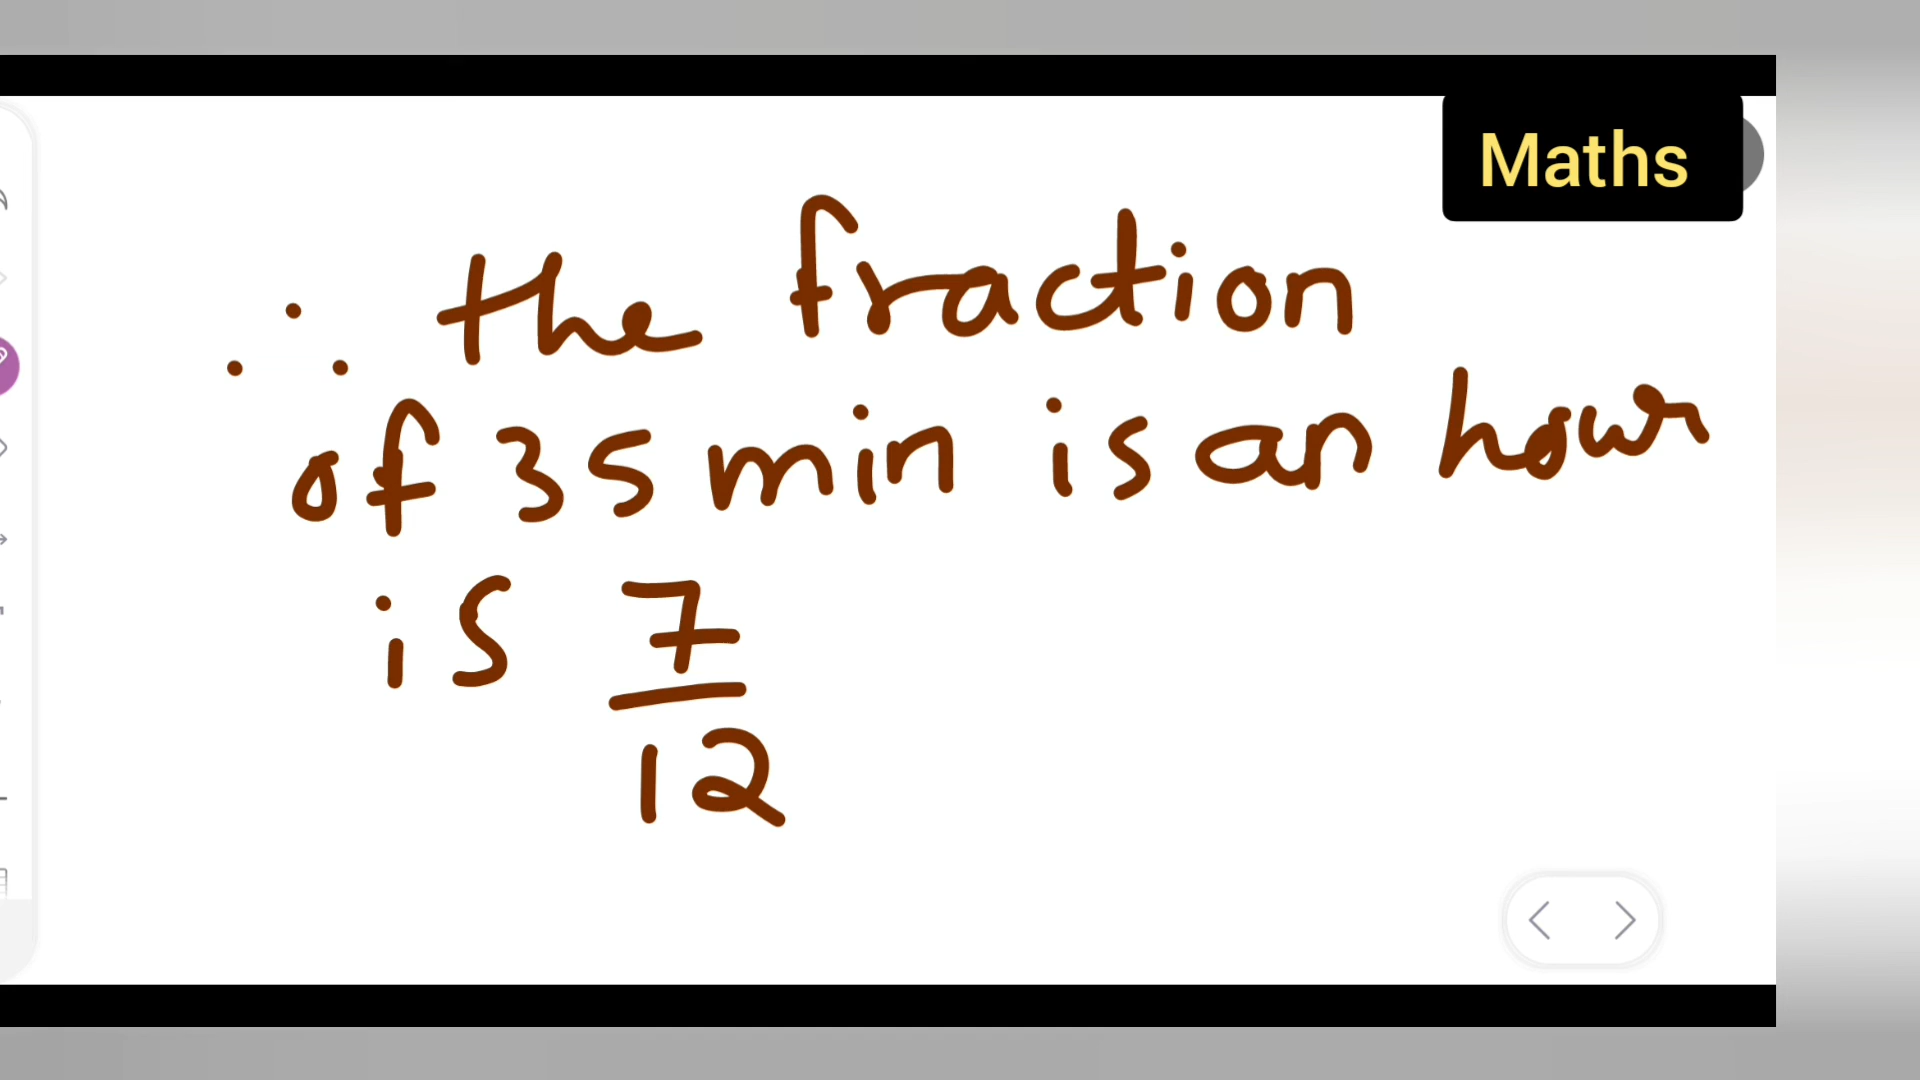 Maths
∴ the fraction
of 35 min is an hour
is 7
12